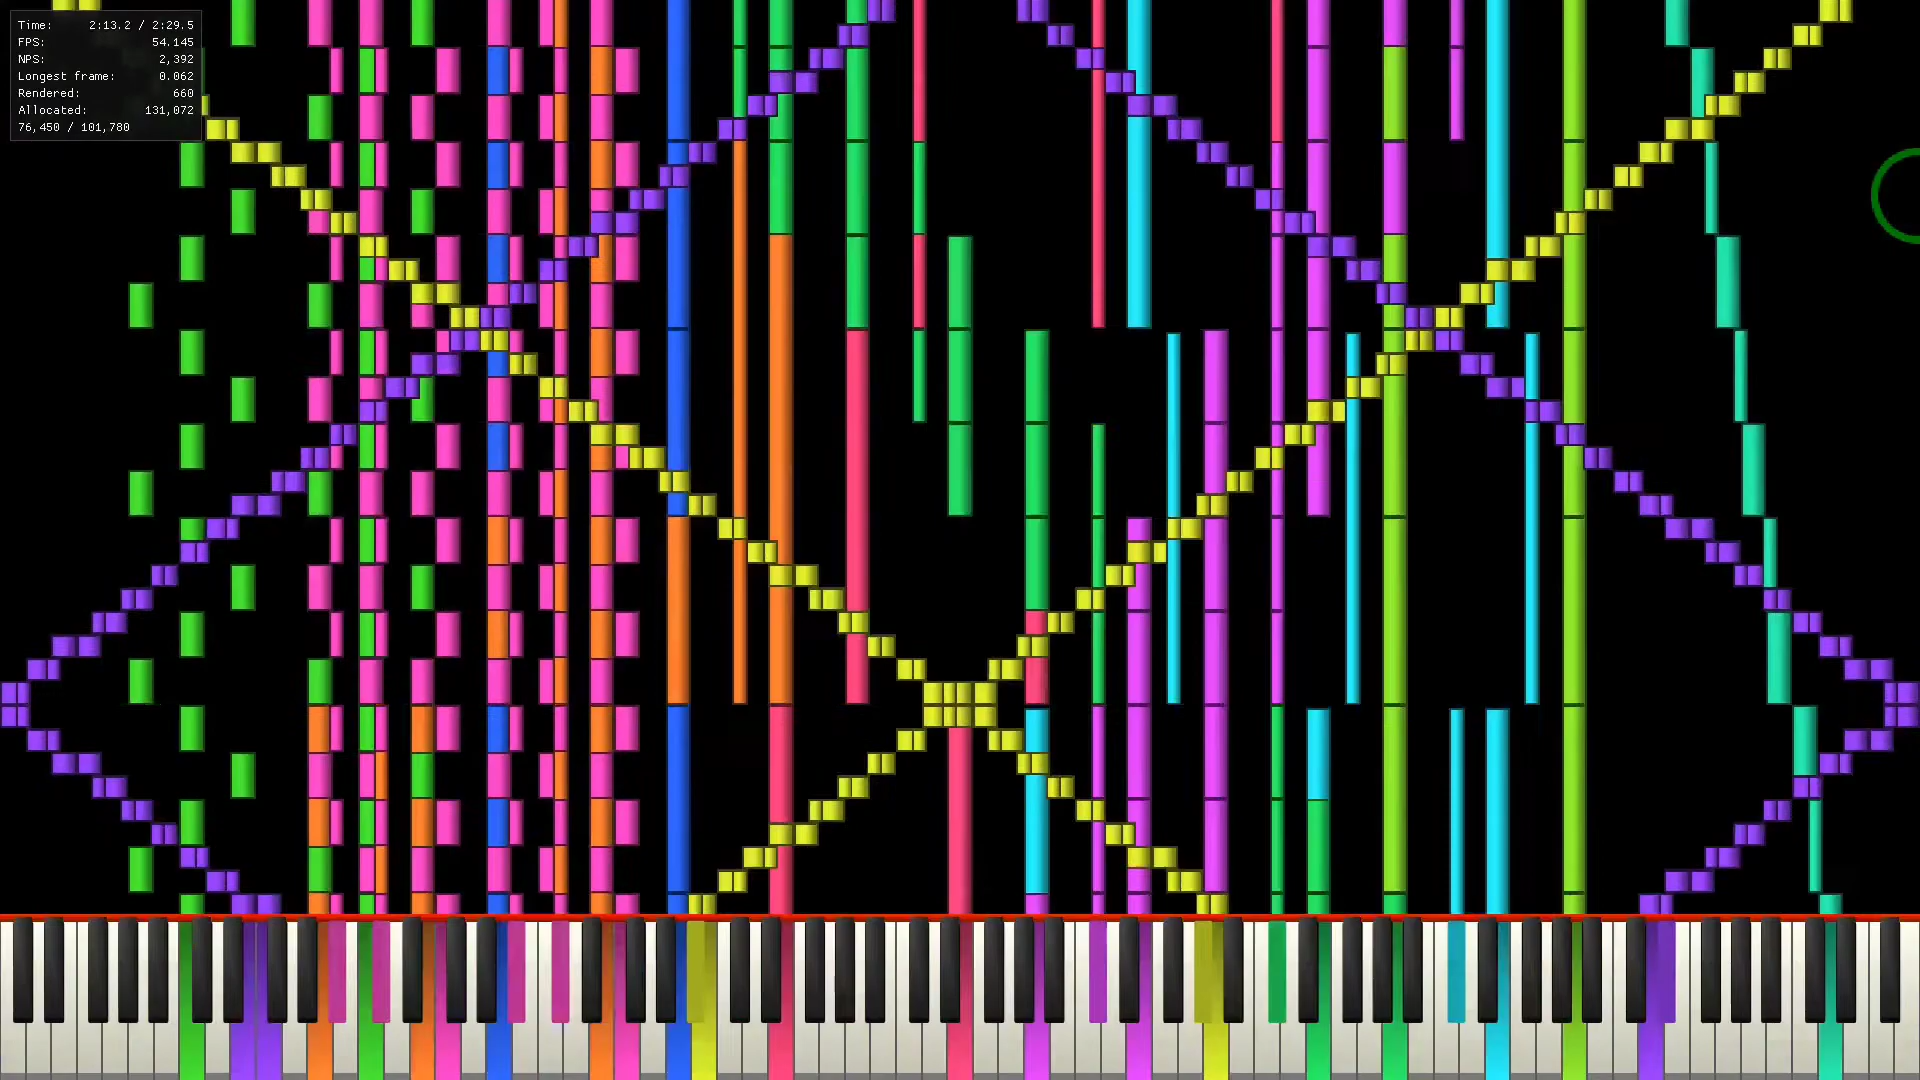 Time: 2:13.2 / 2:29.5
FPS: 54.145
NPS: 2,392
Longest frame: 0.062
Rendered: 660
Allocated: 131,072
76,450 / 101,780